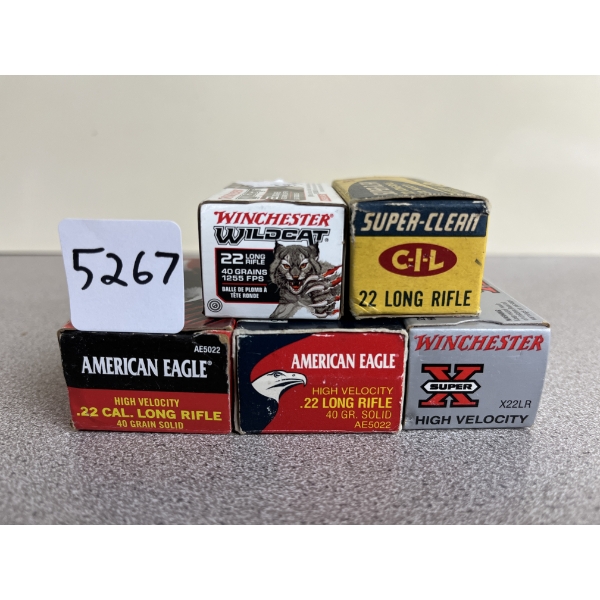 5267
WINCHESTER
WILDCAT
22 LONG
RIFLE
40 GRAINS
1255 FPS
BALLE DE PLOMB À
TÊTE RONDE
SUPER-CLEAN
C-I-L
22 LONG RIFLE
AE5022
AMERICAN EAGLE
HIGH VELOCITY
.22 CAL. LONG RIFLE
40 GRAIN SOLID
AMERICAN EAGLE
HIGH VELOCITY
.22 LONG RIFLE
40 GR. SOLID
AE5022
WINCHESTER
SUPER
X
X22LR
HIGH VELOCITY